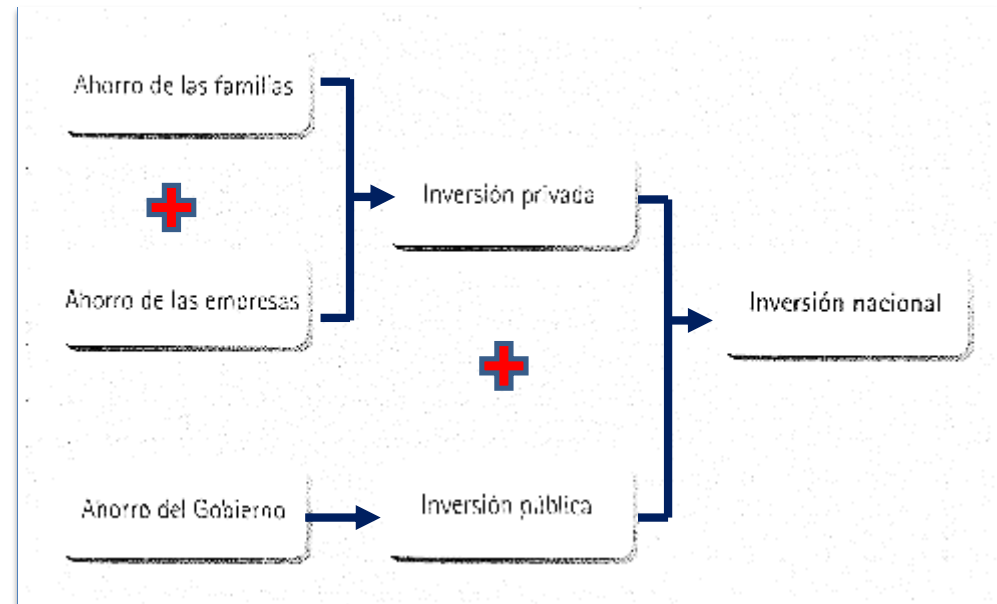 Ahorro de las familias
Inversión privada
Ahorro de las empresas
Inversión nacional
Ahorro del Gobierno
Inversión pública